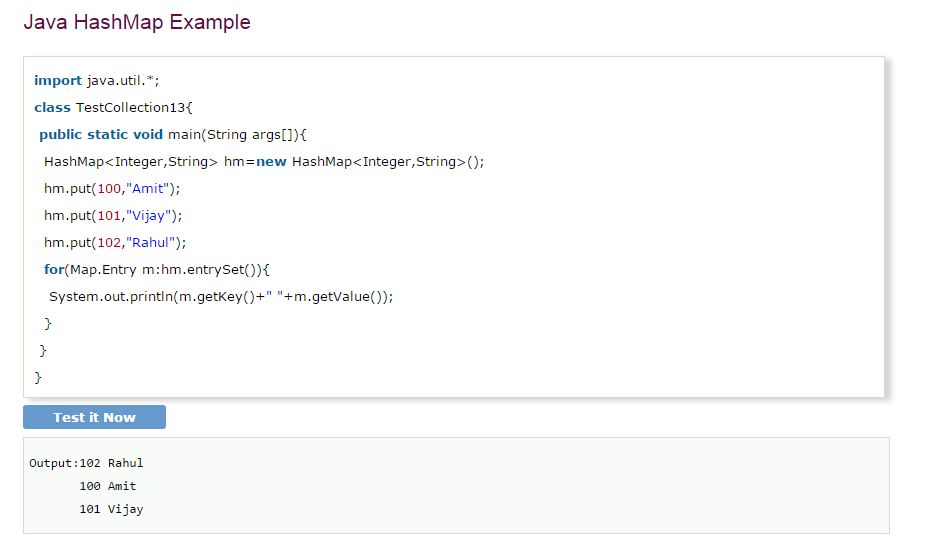 Java HashMap Example
import java.util.*;
class TestCollection13{
public static void main(String args[]){
HashMap<Integer,String> hm=new HashMap<Integer,String>();
hm.put(100,"Amit");
hm.put(101,"Vijay");
hm.put(102,"Rahul");
for(Map.Entry m:hm.entrySet()){
System.out.println(m.getKey()+" "+m.getValue());
}
}
}
Test it Now
Output:102 Rahul
100 Amit
101 Vijay